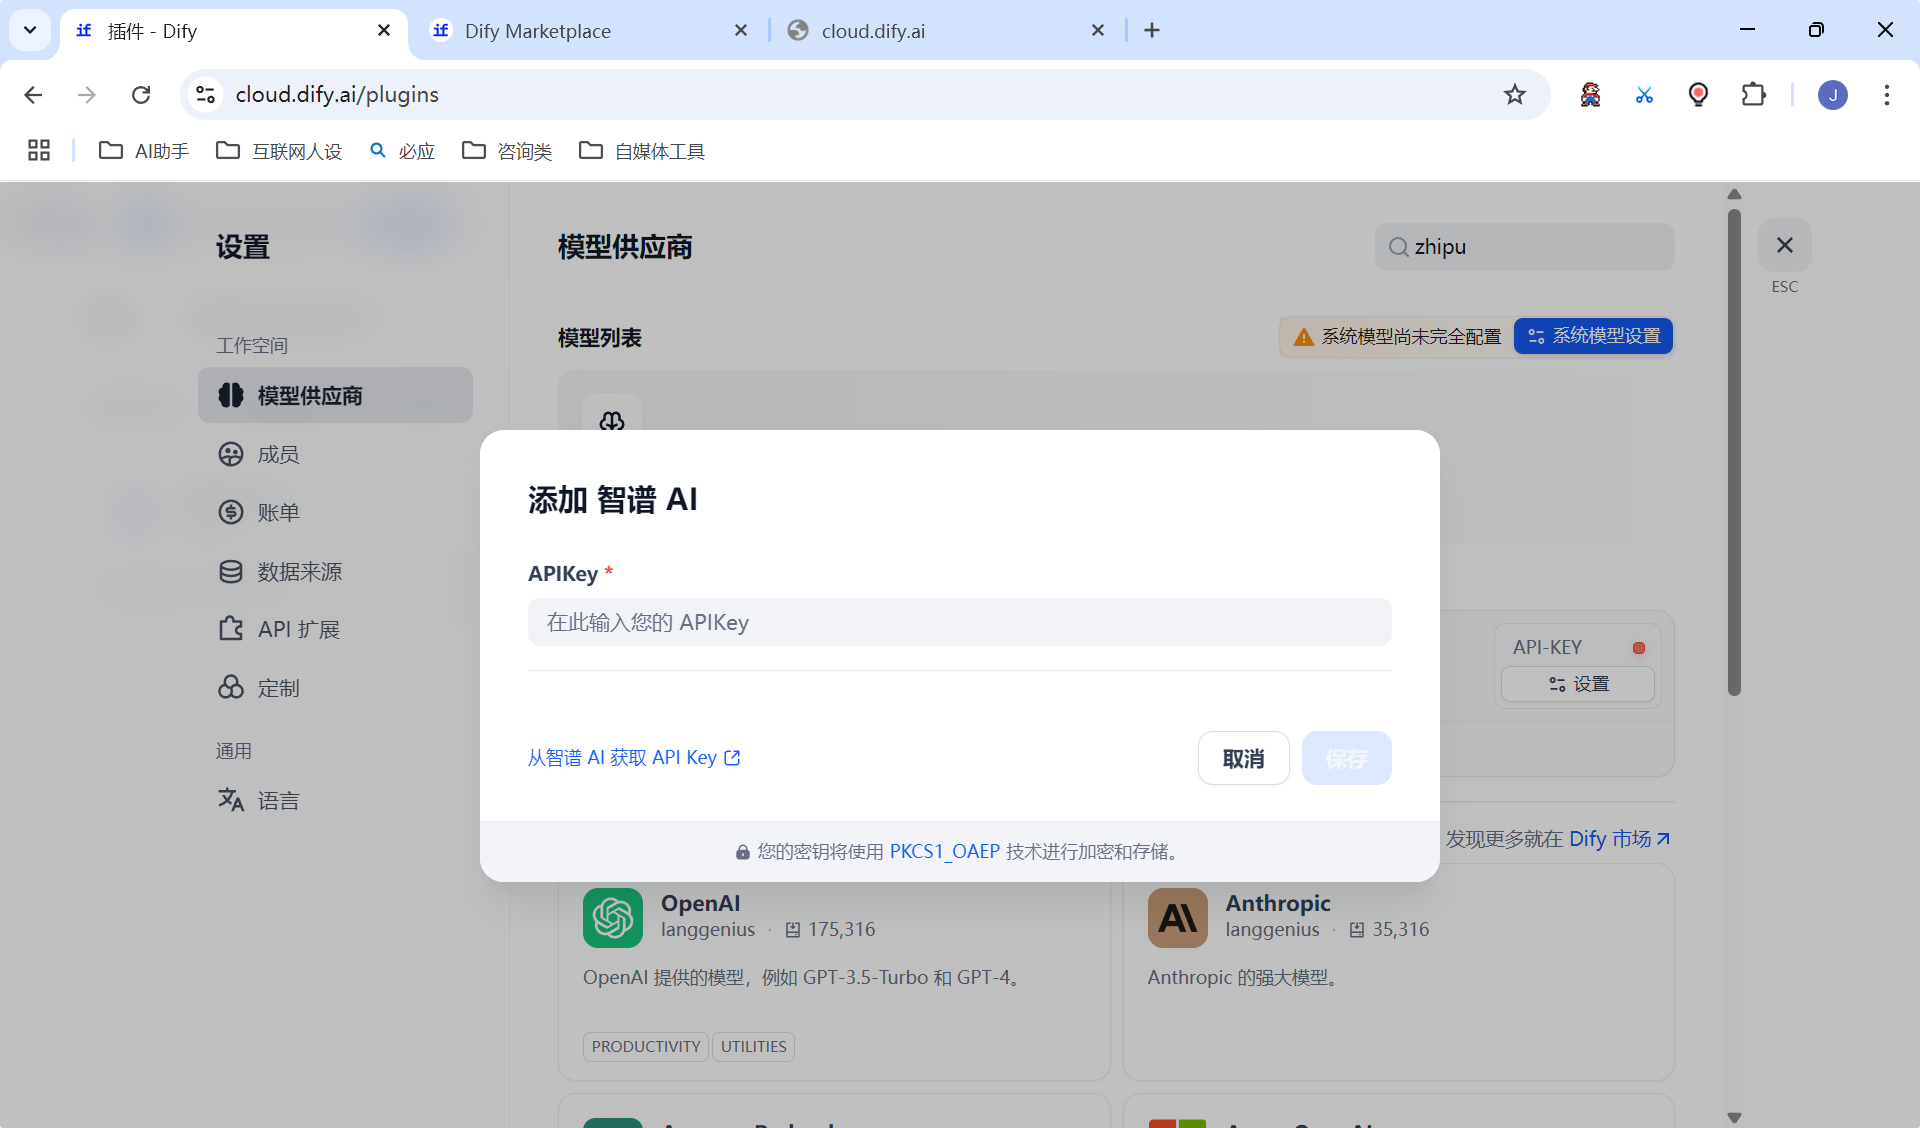 插件 - Dify
Dify Marketplace
cloud.dify.ai
cloud.dify.ai/plugins
J
AI助手
互联网人设
必应
咨询类
自媒体工具
设置
模型供应商
zhipu
ESC
模型列表
系统模型尚未完全配置
系统模型设置
工作空间
模型供应商
成员
账单
数据来源
API 扩展
定制
通用
语言
添加 智谱 AI
APIKey *
在此输入您的 APIKey
从智谱 AI 获取 API Key
取消
保存
您的密钥将使用 PKCS1_OAEP 技术进行加密和存储。
API-KEY
设置
发现更多就在 Dify 市场
OpenAI
langgenius · 175,316
OpenAI 提供的模型，例如 GPT-3.5-Turbo 和 GPT-4。
PRODUCTIVITY
UTILITIES
Anthropic
langgenius · 35,316
Anthropic 的强大模型。